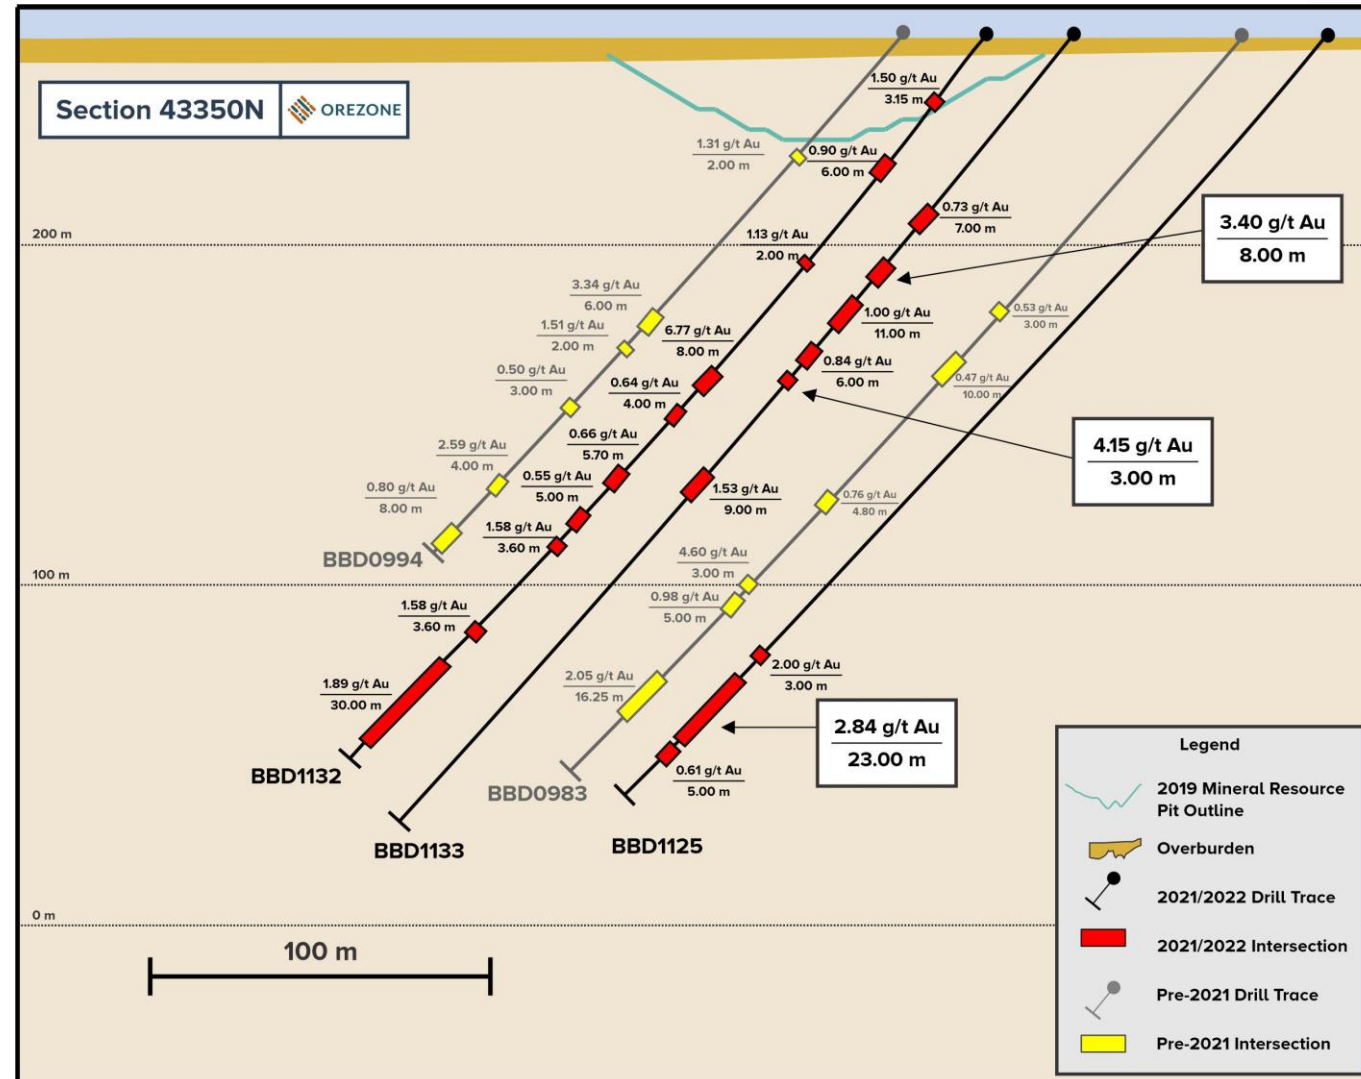 Section 43350N
OREZONE
1.50 g/t Au
3.15 m
1.31 g/t Au
2.00 m
0.90 g/t Au
6.00 m
0.73 g/t Au
7.00 m
3.40 g/t Au
8.00 m
200 m
1.13 g/t Au
2.00 m
3.34 g/t Au
6.00 m
1.51 g/t Au
2.00 m
6.77 g/t Au
8.00 m
1.00 g/t Au
11.00 m
0.53 g/t Au
3.00 m
0.50 g/t Au
3.00 m
0.64 g/t Au
4.00 m
0.84 g/t Au
6.00 m
0.47 g/t Au
10.00 m
2.59 g/t Au
4.00 m
0.66 g/t Au
5.70 m
4.15 g/t Au
3.00 m
0.80 g/t Au
8.00 m
0.55 g/t Au
5.00 m
1.53 g/t Au
9.00 m
0.76 g/t Au
4.80 m
1.58 g/t Au
3.60 m
BBD0994
4.60 g/t Au
3.00 m
100 m
0.98 g/t Au
5.00 m
1.58 g/t Au
3.60 m
1.89 g/t Au
30.00 m
2.05 g/t Au
16.25 m
2.00 g/t Au
3.00 m
2.84 g/t Au
23.00 m
0.61 g/t Au
5.00 m
BBD1132
BBD0983
BBD1133
BBD1125
0 m
100 m
Legend
2019 Mineral Resource
Pit Outline
Overburden
2021/2022 Drill Trace
2021/2022 Intersection
Pre-2021 Drill Trace
Pre-2021 Intersection